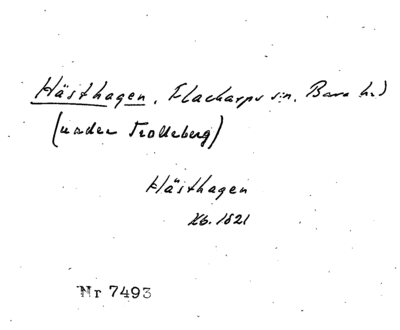 Hästhagen, Flackarps sn. Bara hd
(under Trolleberg)
Hästhagen
Kb. 1821
Nr 7493